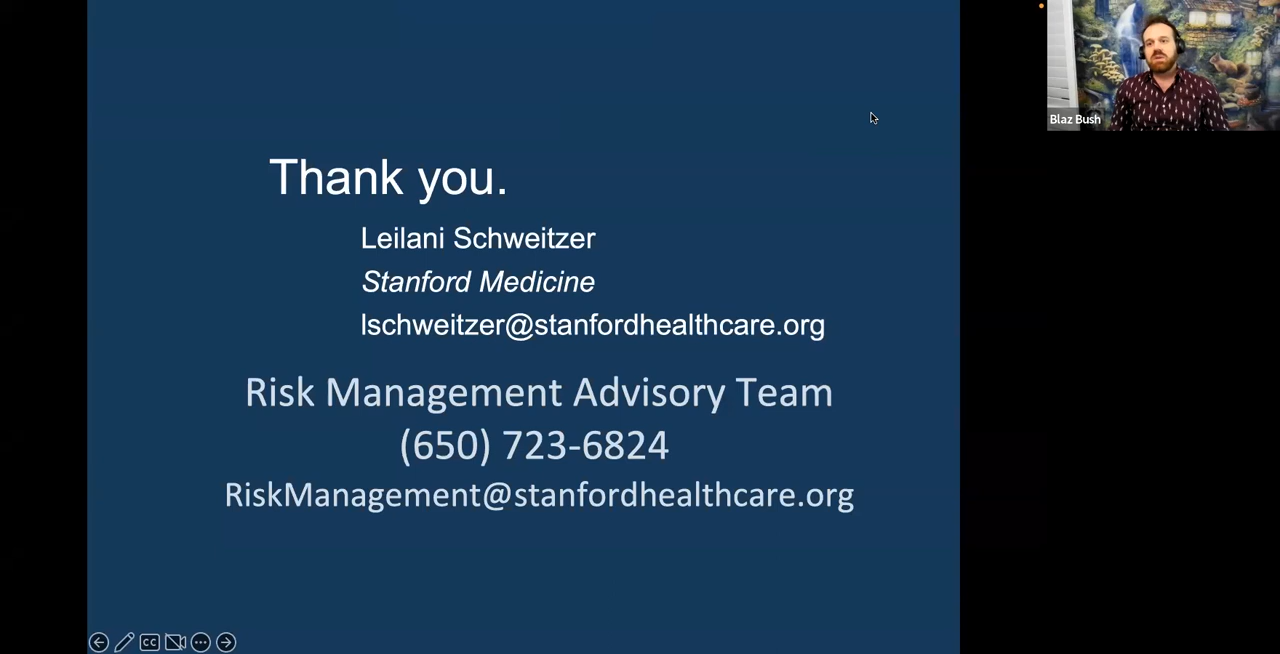 Thank you.
Leilani Schweitzer
Stanford Medicine
lschweitzer@stanfordhealthcare.org
Risk Management Advisory Team
(650) 723-6824
RiskManagement@stanfordhealthcare.org
Blaz Bush
CC